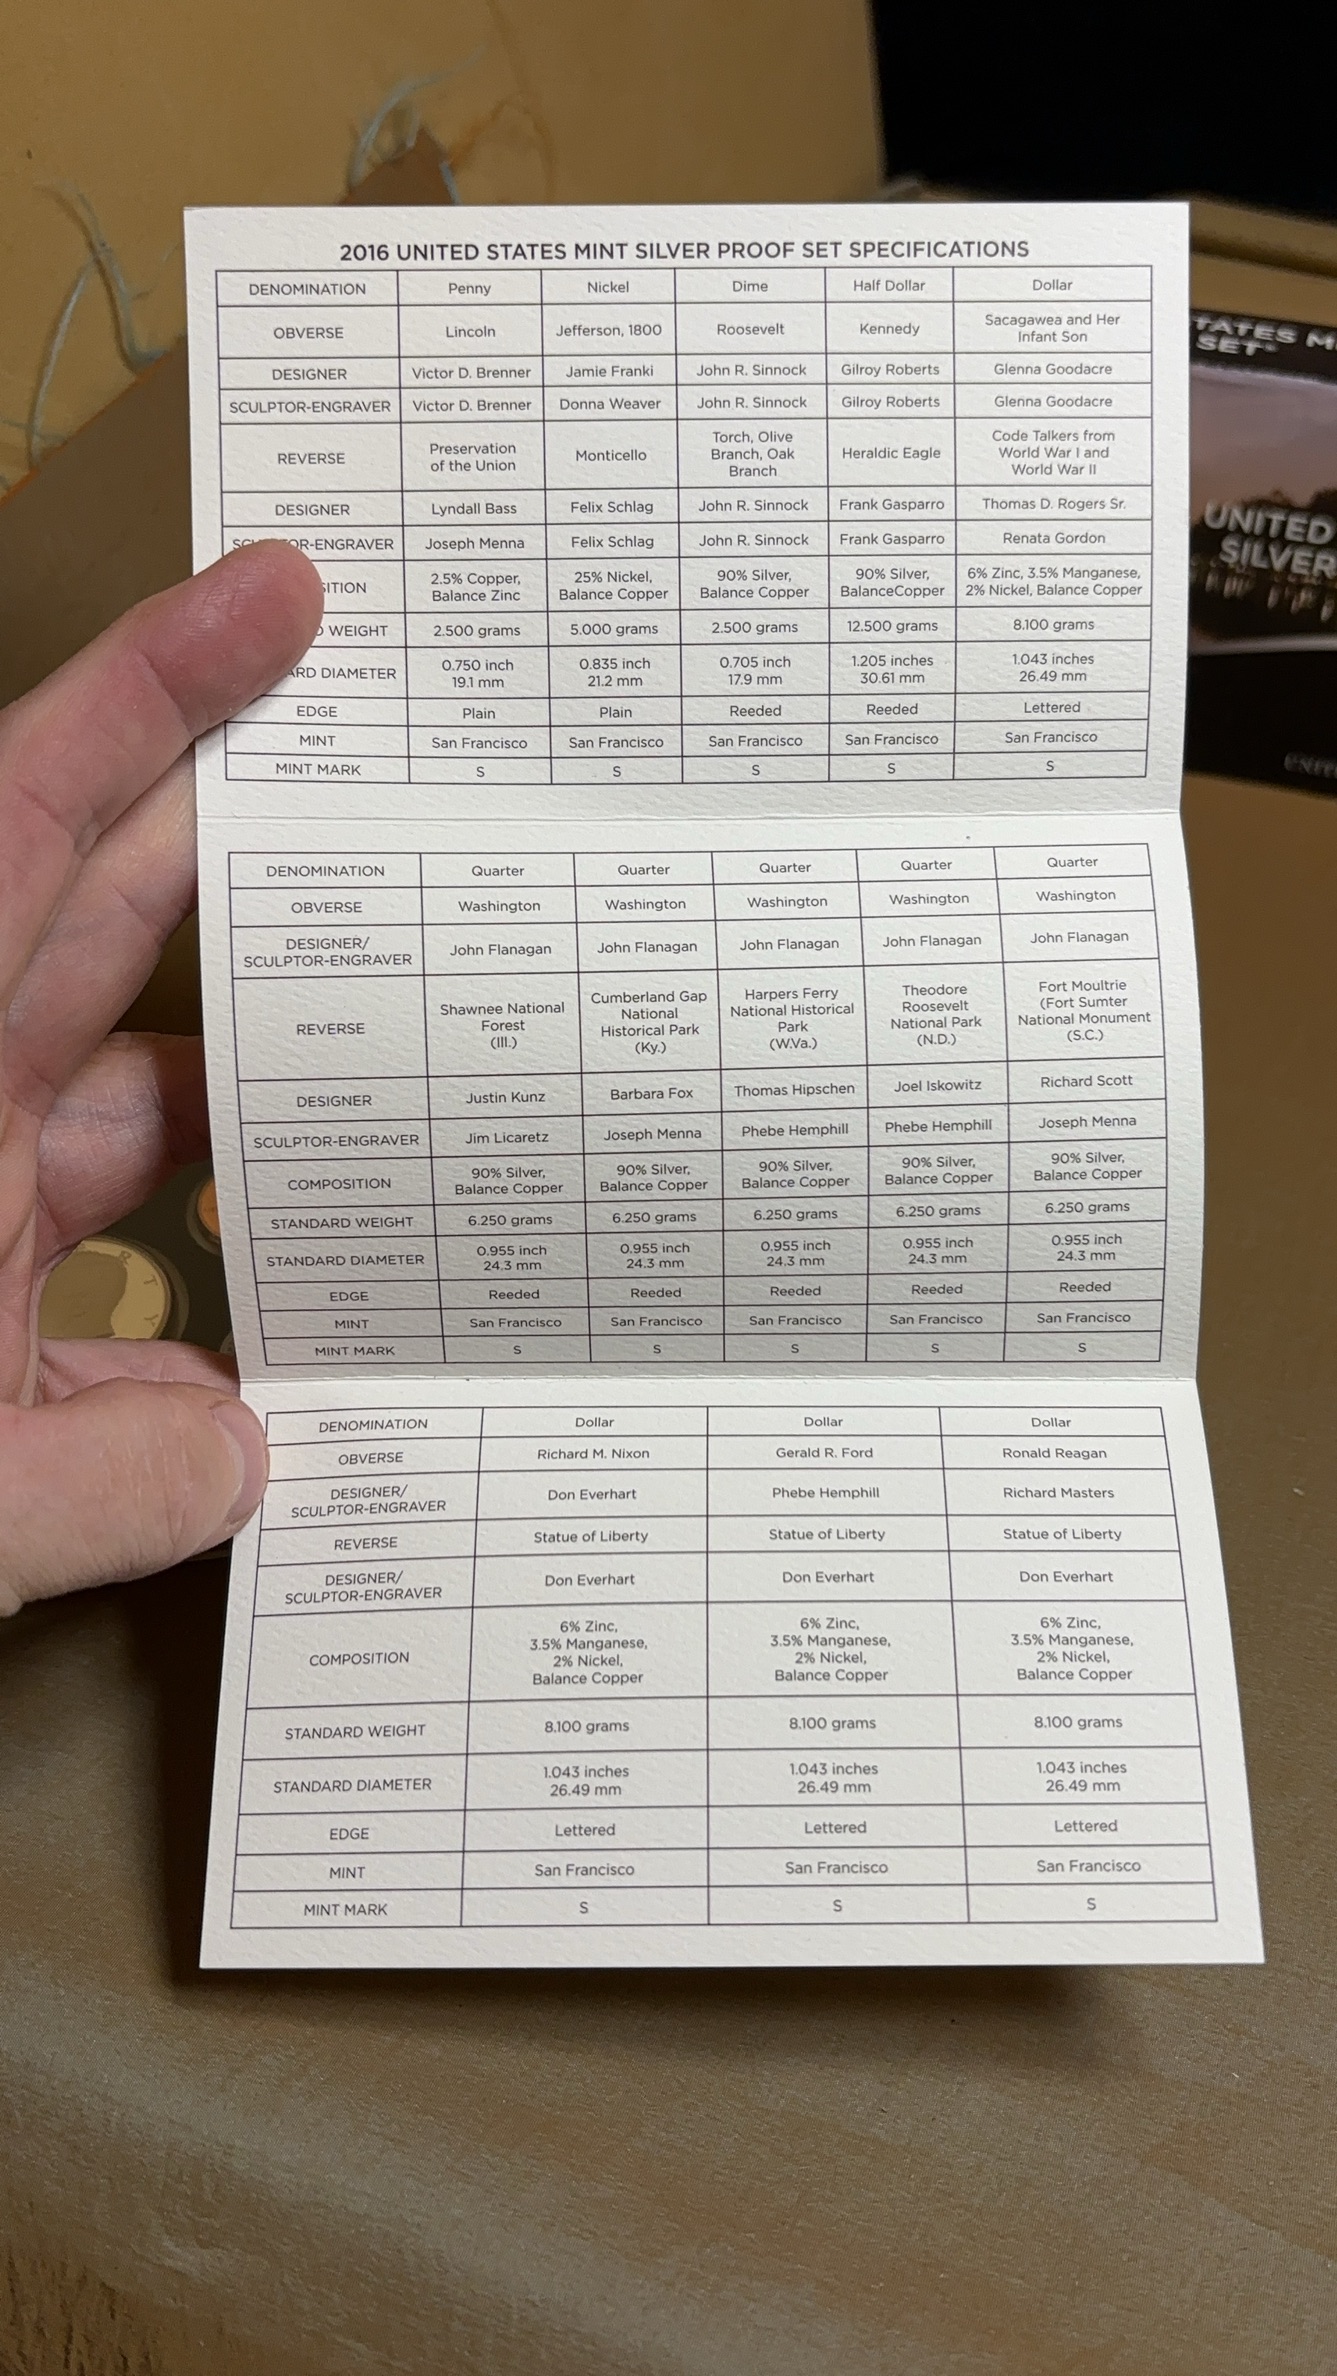 2016 UNITED STATES MINT SILVER PROOF SET SPECIFICATIONS
DENOMINATION Penny Nickel Dime Half Dollar Dollar
OBVERSE Lincoln Jefferson, 1800 Roosevelt Kennedy Sacagawea and Her
Infant Son
DESIGNER Victor D. Brenner Jamie Franki John R. Sinnock Gilroy Roberts Glenna Goodacre
SCULPTOR-ENGRAVER Victor D. Brenner Donna Weaver John R. Sinnock Gilroy Roberts Glenna Goodacre
REVERSE Preservation
of the Union Monticello Torch, Olive
Branch, Oak
Branch Heraldic Eagle Code Talkers from
World War I and
World War II
DESIGNER Lyndall Bass Felix Schlag John R. Sinnock Frank Gasparro Thomas D. Rogers Sr.
OR-ENGRAVER Joseph Menna Felix Schlag John R. Sinnock Frank Gasparro Renata Gordon
ITION 2.5% Copper,
Balance Zinc 25% Nickel,
Balance Copper 90% Silver,
Balance Copper 90% Silver,
BalanceCopper 6% Zinc, 3.5% Manganese,
2% Nickel, Balance Copper
WEIGHT 2.500 grams 5.000 grams 2.500 grams 12.500 grams 8.100 grams
ARD DIAMETER 0.750 inch
19.1 mm 0.835 inch
21.2 mm 0.705 inch
17.9 mm 1.205 inches
30.61 mm 1.043 inches
26.49 mm
EDGE Plain Plain Reeded Reeded Lettered
MINT San Francisco San Francisco San Francisco San Francisco San Francisco
MINT MARK S S S S S
DENOMINATION Quarter Quarter Quarter Quarter Quarter
OBVERSE Washington Washington Washington Washington Washington
DESIGNER/
SCULPTOR-ENGRAVER John Flanagan John Flanagan John Flanagan John Flanagan John Flanagan
REVERSE Shawnee National
Forest
(Ill.) Cumberland Gap
National
Historical Park
(Ky.) Harpers Ferry
National Historical
Park
(W.Va.) Theodore
Roosevelt
National Park
(N.D.) Fort Moultrie
(Fort Sumter
National Monument
(S.C.)
DESIGNER Justin Kunz Barbara Fox Thomas Hipschen Joel Iskowitz Richard Scott
SCULPTOR-ENGRAVER Jim Licaretz Joseph Menna Phebe Hemphill Phebe Hemphill Joseph Menna
COMPOSITION 90% Silver,
Balance Copper 90% Silver,
Balance Copper 90% Silver,
Balance Copper 90% Silver,
Balance Copper 90% Silver,
Balance Copper
STANDARD WEIGHT 6.250 grams 6.250 grams 6.250 grams 6.250 grams 6.250 grams
STANDARD DIAMETER 0.955 inch
24.3 mm 0.955 inch
24.3 mm 0.955 inch
24.3 mm 0.955 inch
24.3 mm 0.955 inch
24.3 mm
EDGE Reeded Reeded Reeded Reeded Reeded
MINT San Francisco San Francisco San Francisco San Francisco San Francisco
MINT MARK S S S S S
DENOMINATION Dollar Dollar Dollar
OBVERSE Richard M. Nixon Gerald R. Ford Ronald Reagan
DESIGNER/
SCULPTOR-ENGRAVER Don Everhart Phebe Hemphill Richard Masters
REVERSE Statue of Liberty Statue of Liberty Statue of Liberty
DESIGNER/
SCULPTOR-ENGRAVER Don Everhart Don Everhart Don Everhart
COMPOSITION 6% Zinc,
3.5% Manganese,
2% Nickel,
Balance Copper 6% Zinc,
3.5% Manganese,
2% Nickel,
Balance Copper 6% Zinc,
3.5% Manganese,
2% Nickel,
Balance Copper
STANDARD WEIGHT 8.100 grams 8.100 grams 8.100 grams
STANDARD DIAMETER 1.043 inches
26.49 mm 1.043 inches
26.49 mm 1.043 inches
26.49 mm
EDGE Lettered Lettered Lettered
MINT San Francisco San Francisco San Francisco
MINT MARK S S S
TATES M
SET
UNITED
SILVER